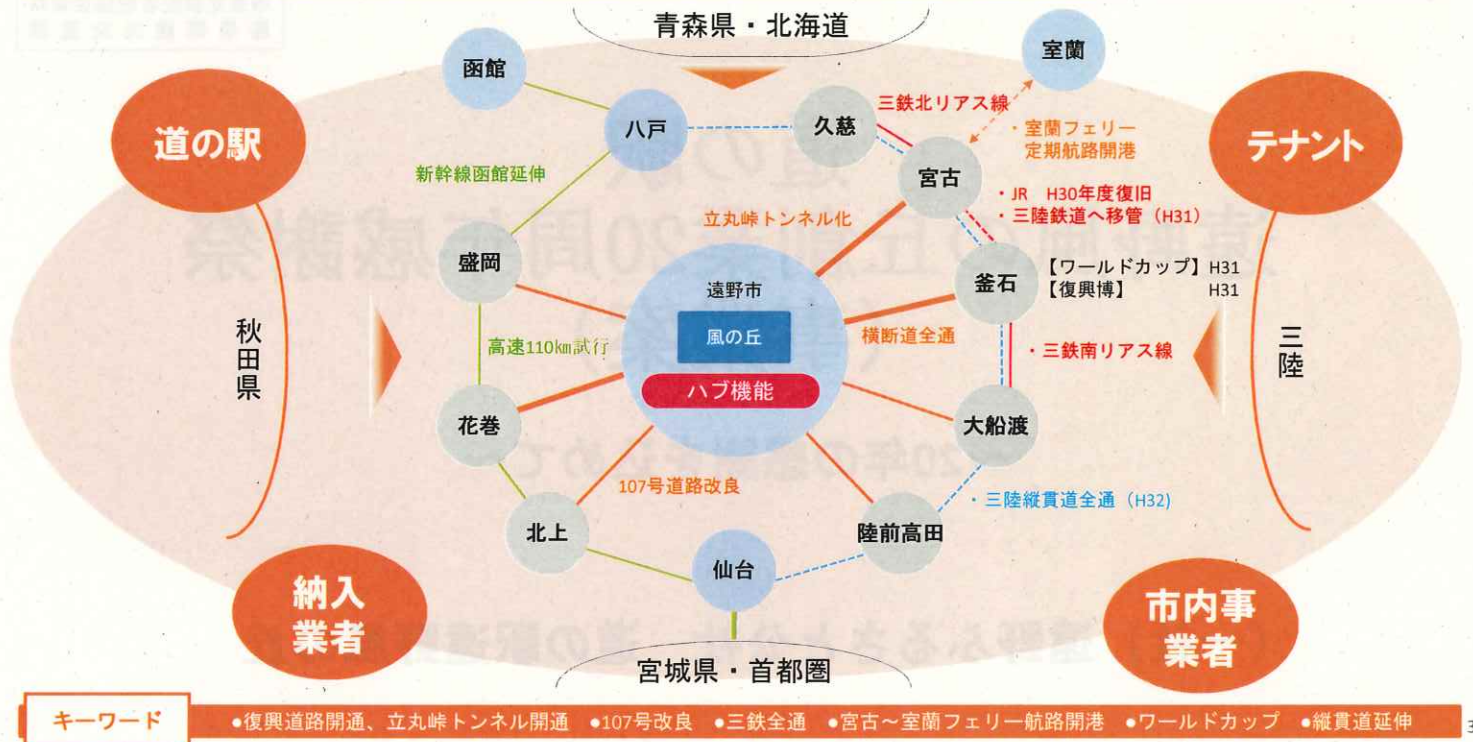 青森県・北海道
函館
室蘭
道の駅
八戸
久慈
三鉄北リアス線
テナント
・室蘭フェリー
定期航路開港
新幹線函館延伸
宮古
・JR H30年度復旧
・三陸鉄道へ移管（H31）
立丸峠トンネル化
盛岡
遠野市
釜石
【ワールドカップ】H31
【復興博】 H31
秋田県
風の丘
横断道全通
三陸
高速110km試行
・三鉄南リアス線
ハブ機能
花巻
大船渡
107号道路改良
・三陸縦貫道全通（H32）
北上
陸前高田
仙台
納入
業者
市内事
業者
宮城県・首都圏
キーワード
●復興道路開通、立丸峠トンネル開通 ●107号改良 ●三鉄全通 ●宮古～室蘭フェリー航路開港 ●ワールドカップ ●縦貫道延伸
3